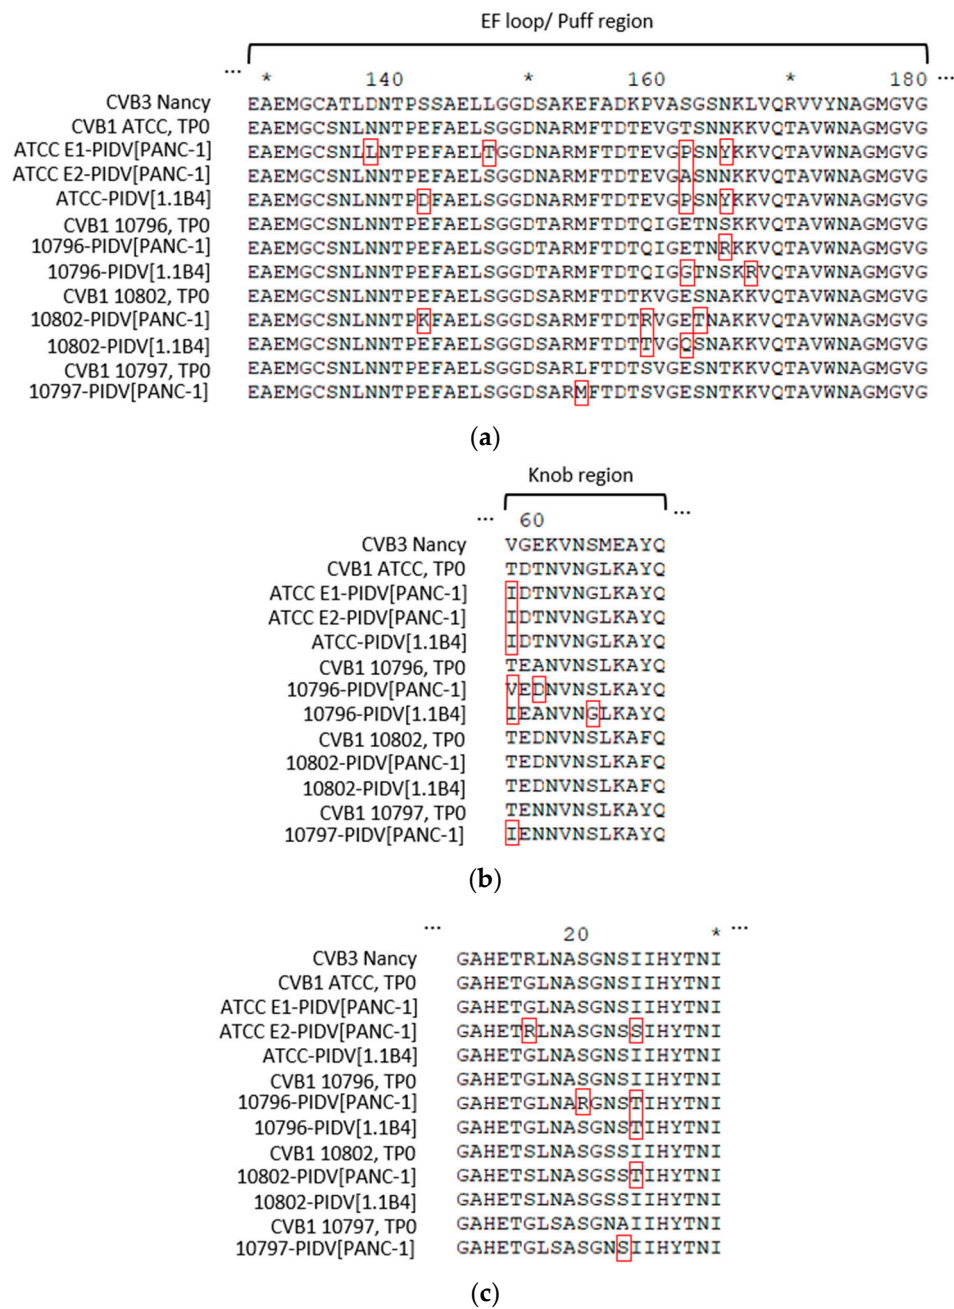 (a)
EF loop/ Puff region
... * 140 * 160 * 180 ...
CVB3 Nancy EAEMGCATLDNTPSSAELLGGDSAKEFADKPVASGSNKLVQRVVYNAGMGVG
CVB1 ATCC, TP0 EAEMGCSNLNNTPEFAELSGGDNARMFTDTEVGTSNNKKVQTAVWNAGMGVG
ATCC E1-PIDV[PANC-1] EAEMGCSNLLNTPEFAELTGGDNARMFTDTEVGPSNYKKVQTAVWNAGMGVG
ATCC E2-PIDV[PANC-1] EAEMGCSNLNNTPEFAELSGGDNARMFTDTEVGASNNKKVQTAVWNAGMGVG
ATCC-PIDV[1.1B4] EAEMGCSNLNNTPDFAELSGGDNARMFTDTEVGPSNYKKVQTAVWNAGMGVG
CVB1 10796, TP0 EAEMGCSNLNNTPEFAELSGGDTARMFTDTQIGETNSKKVQTAVWNAGMGVG
10796-PIDV[PANC-1] EAEMGCSNLNNTPEFAELSGGDTARMFTDTQIGETNRKKVQTAVWNAGMGVG
10796-PIDV[1.1B4] EAEMGCSNLNNTPEFAELSGGDTARMFTDTQIGGTNSKRVQTAVWNAGMGVG
CVB1 10802, TP0 EAEMGCSNLNNTPEFAELSGGDSARMFTDTKVGESNAKKVQTAVWNAGMGVG
10802-PIDV[PANC-1] EAEMGCSNLNNTPKFAELSGGDSARMFTDTRVGETNAKKVQTAVWNAGMGVG
10802-PIDV[1.1B4] EAEMGCSNLNNTPEFAELSGGDSARMFTDTTVGQSNAKKVQTAVWNAGMGVG
CVB1 10797, TP0 EAEMGCSNLNNTPEFAELSGGDSARLFTDTSVGESNTKKVQTAVWNAGMGVG
10797-PIDV[PANC-1] EAEMGCSNLNNTPEFAELSGGDSARMFTDTSVGESNTKKVQTAVWNAGMGVG
(a)
Knob region
... 60 ...
CVB3 Nancy VGEKVNSMEAYQ
CVB1 ATCC, TP0 TDTNVNGLKAYQ
ATCC E1-PIDV[PANC-1] IDTNVNGLKAYQ
ATCC E2-PIDV[PANC-1] IDTNVNGLKAYQ
ATCC-PIDV[1.1B4] IDTNVNGLKAYQ
CVB1 10796, TP0 TEANVNSLKAYQ
10796-PIDV[PANC-1] VEDNVNSLKAYQ
10796-PIDV[1.1B4] IEANVNGLKAYQ
CVB1 10802, TP0 TEDNVNSLKAFQ
10802-PIDV[PANC-1] TEDNVNSLKAFQ
10802-PIDV[1.1B4] TEDNVNSLKAFQ
CVB1 10797, TP0 TENNVNSLKAYQ
10797-PIDV[PANC-1] IENNVNSLKAYQ
(b)
... 20 * ...
CVB3 Nancy GAHETRLNASGNSIIHYTNI
CVB1 ATCC, TP0 GAHETGLNASGNSIIHYTNI
ATCC E1-PIDV[PANC-1] GAHETGLNASGNSIIHYTNI
ATCC E2-PIDV[PANC-1] GAHETRLNASGNSSIHYTNI
ATCC-PIDV[1.1B4] GAHETGLNASGNSIIHYTNI
CVB1 10796, TP0 GAHETGLNASGNSIIHYTNI
10796-PIDV[PANC-1] GAHETGLNARGNSTIHYTNI
10796-PIDV[1.1B4] GAHETGLNASGNSTIHYTNI
CVB1 10802, TP0 GAHETSLNASGSSIIHYTNI
10802-PIDV[PANC-1] GAHETSLNASGSSTIHYTNI
10802-PIDV[1.1B4] GAHETSLNASGSSIIHYTNI
CVB1 10797, TP0 GAHETGLSASGNAIIHYTNI
10797-PIDV[PANC-1] GAHETGLSASGNSIIHYTNI
(c)